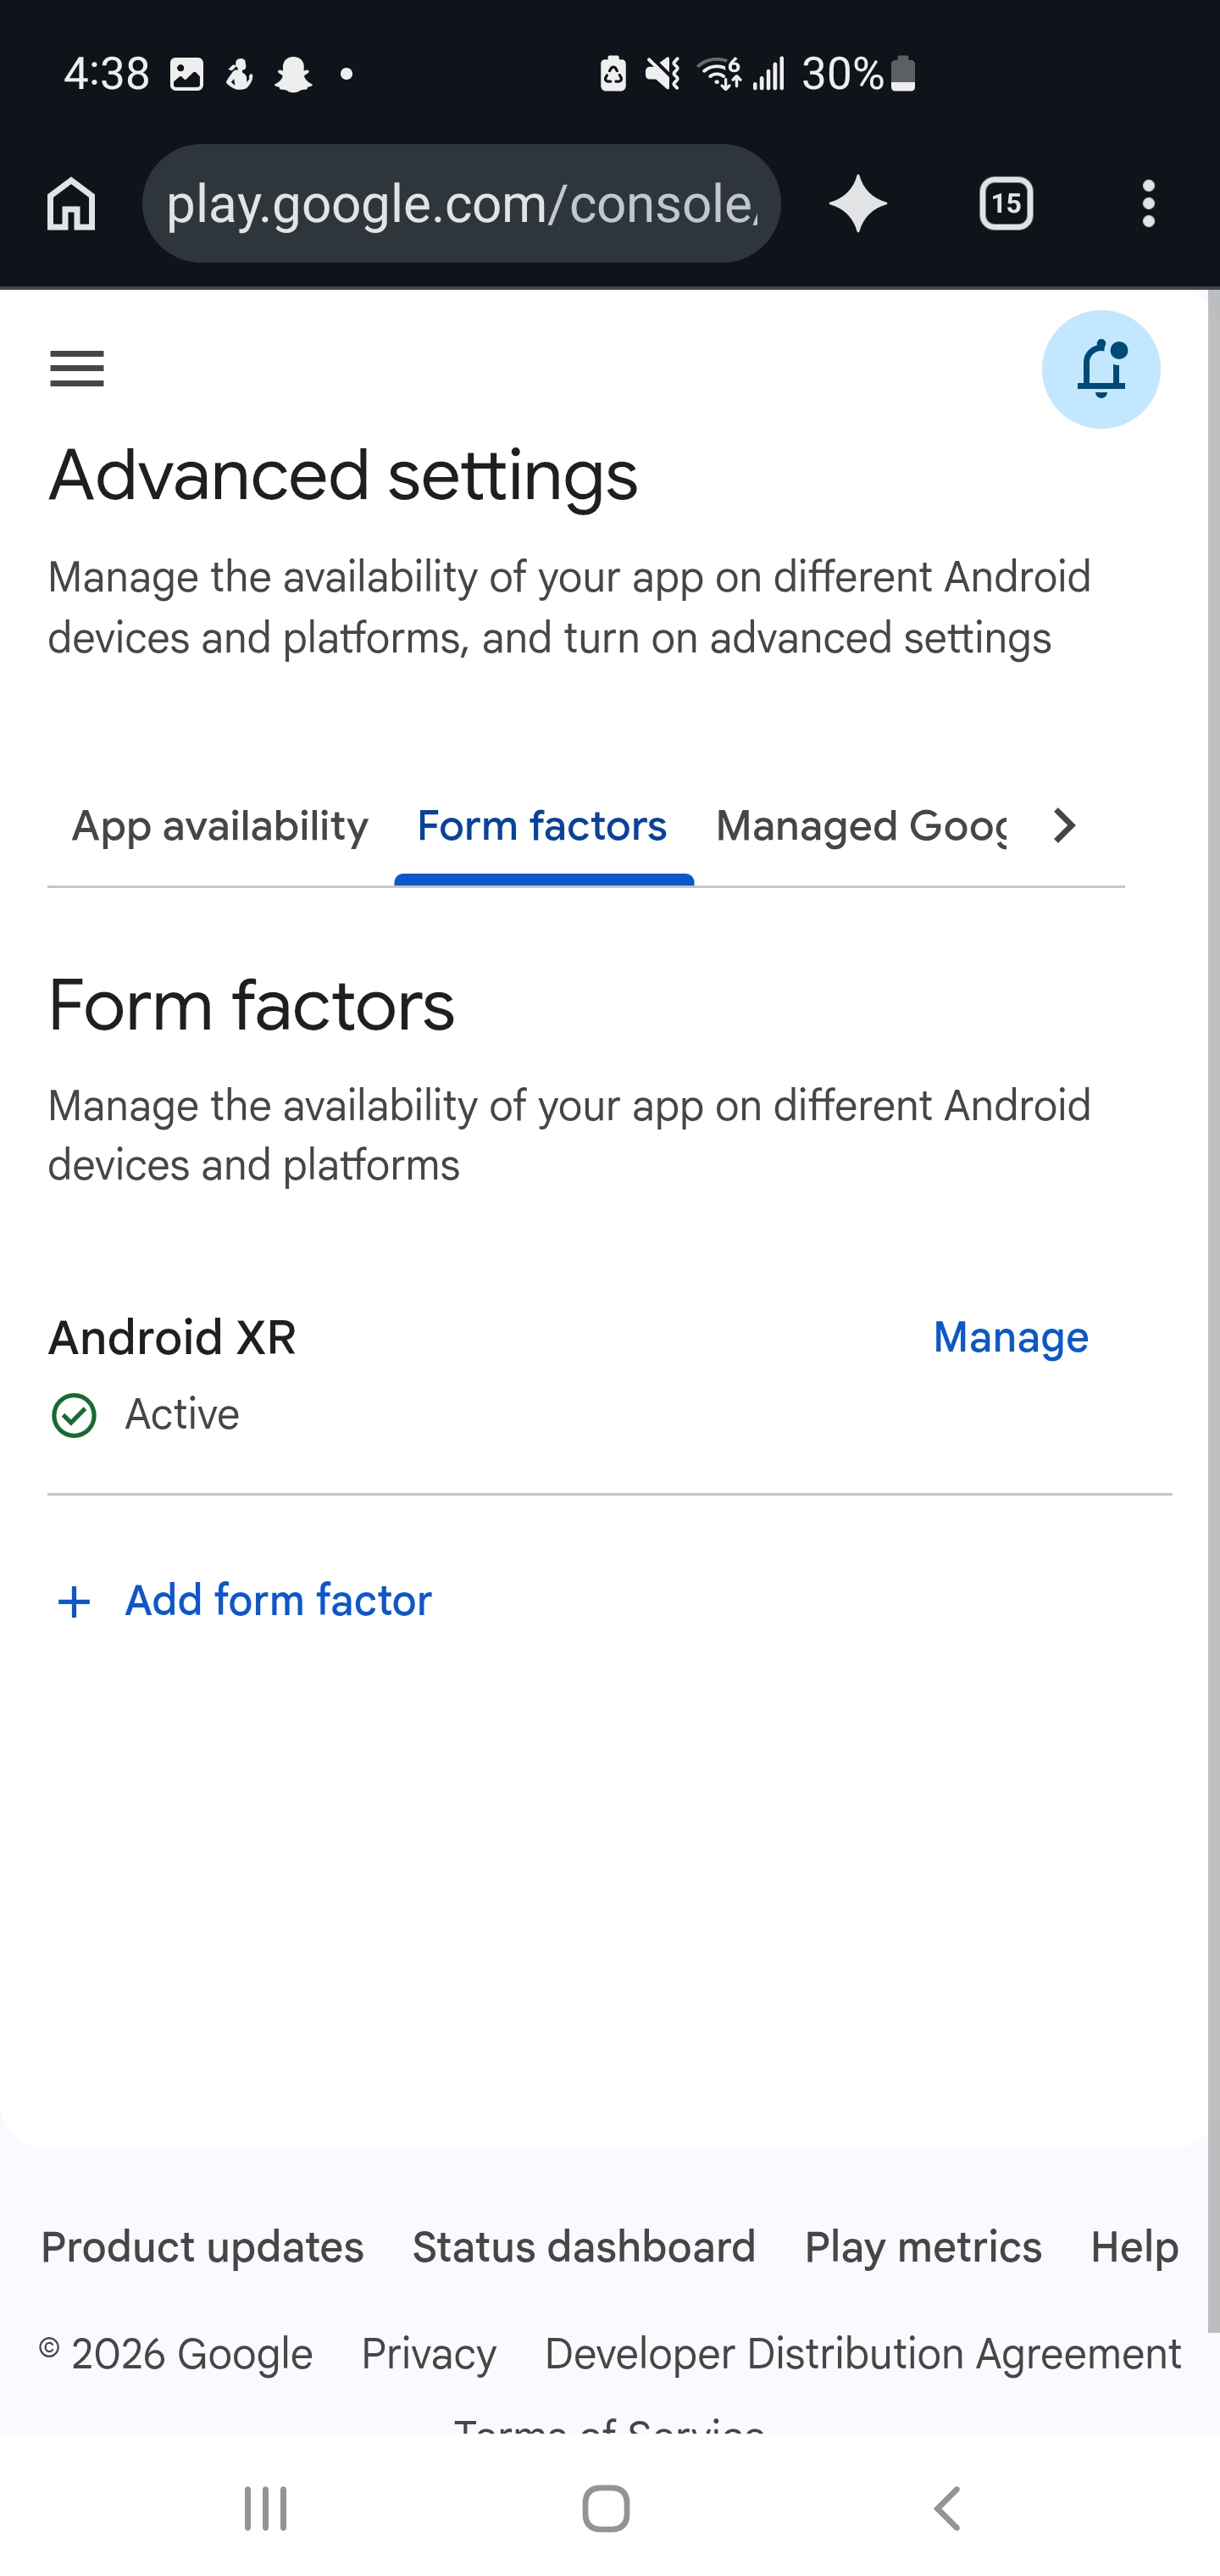 4:38
30%
play.google.com/console
15
Advanced settings
Manage the availability of your app on different Android
devices and platforms, and turn on advanced settings
App availability
Form factors
Managed
Form factors
Manage the availability of your app on different Android
devices and platforms
Android XR
Manage
Active
+ Add form factor
Product updates Status dashboard Play metrics Help
© 2026 Google Privacy Developer Distribution Agreement